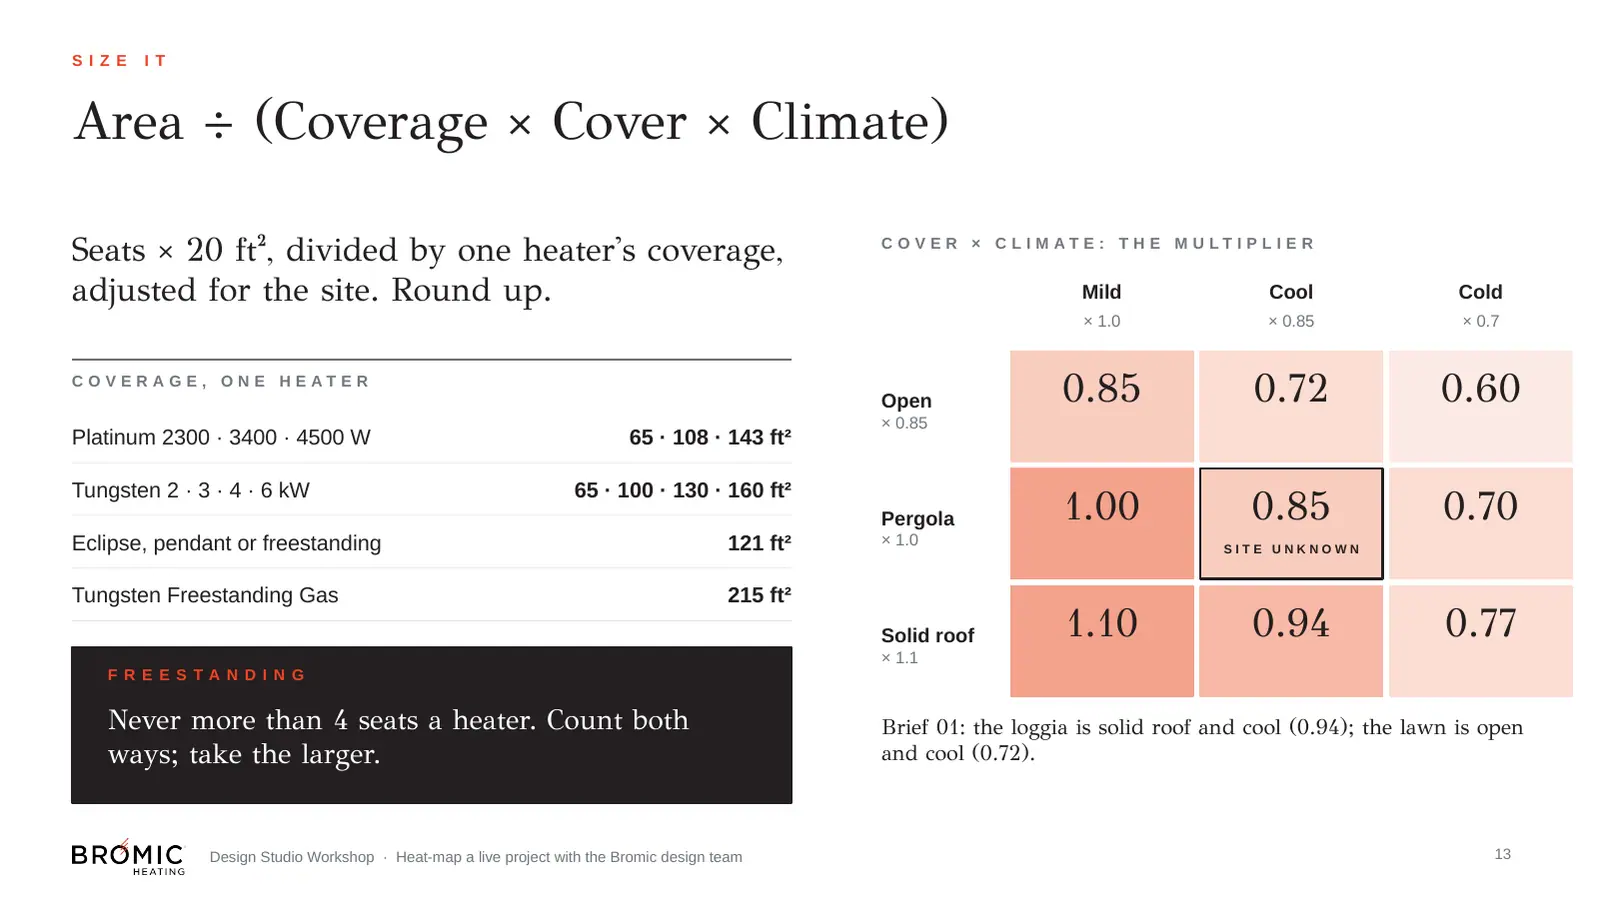 SIZE IT
Area ÷ (Coverage × Cover × Climate)
Seats × 20 ft², divided by one heater’s coverage,
adjusted for the site. Round up.
COVERAGE, ONE HEATER
Platinum 2300 · 3400 · 4500 W 65 · 108 · 143 ft²
Tungsten 2 · 3 · 4 · 6 kW 65 · 100 · 130 · 160 ft²
Eclipse, pendant or freestanding 121 ft²
Tungsten Freestanding Gas 215 ft²
FREESTANDING
Never more than 4 seats a heater. Count both
ways; take the larger.
COVER × CLIMATE: THE MULTIPLIER
Mild Cool Cold
× 1.0 × 0.85 × 0.7
Open 0.85 0.72 0.60
× 0.85
Pergola 1.00 0.85 0.70
× 1.0 SITE UNKNOWN
Solid roof 1.10 0.94 0.77
× 1.1
Brief 01: the loggia is solid roof and cool (0.94); the lawn is open
and cool (0.72).
BROMIC
HEATING
Design Studio Workshop · Heat-map a live project with the Bromic design team
13